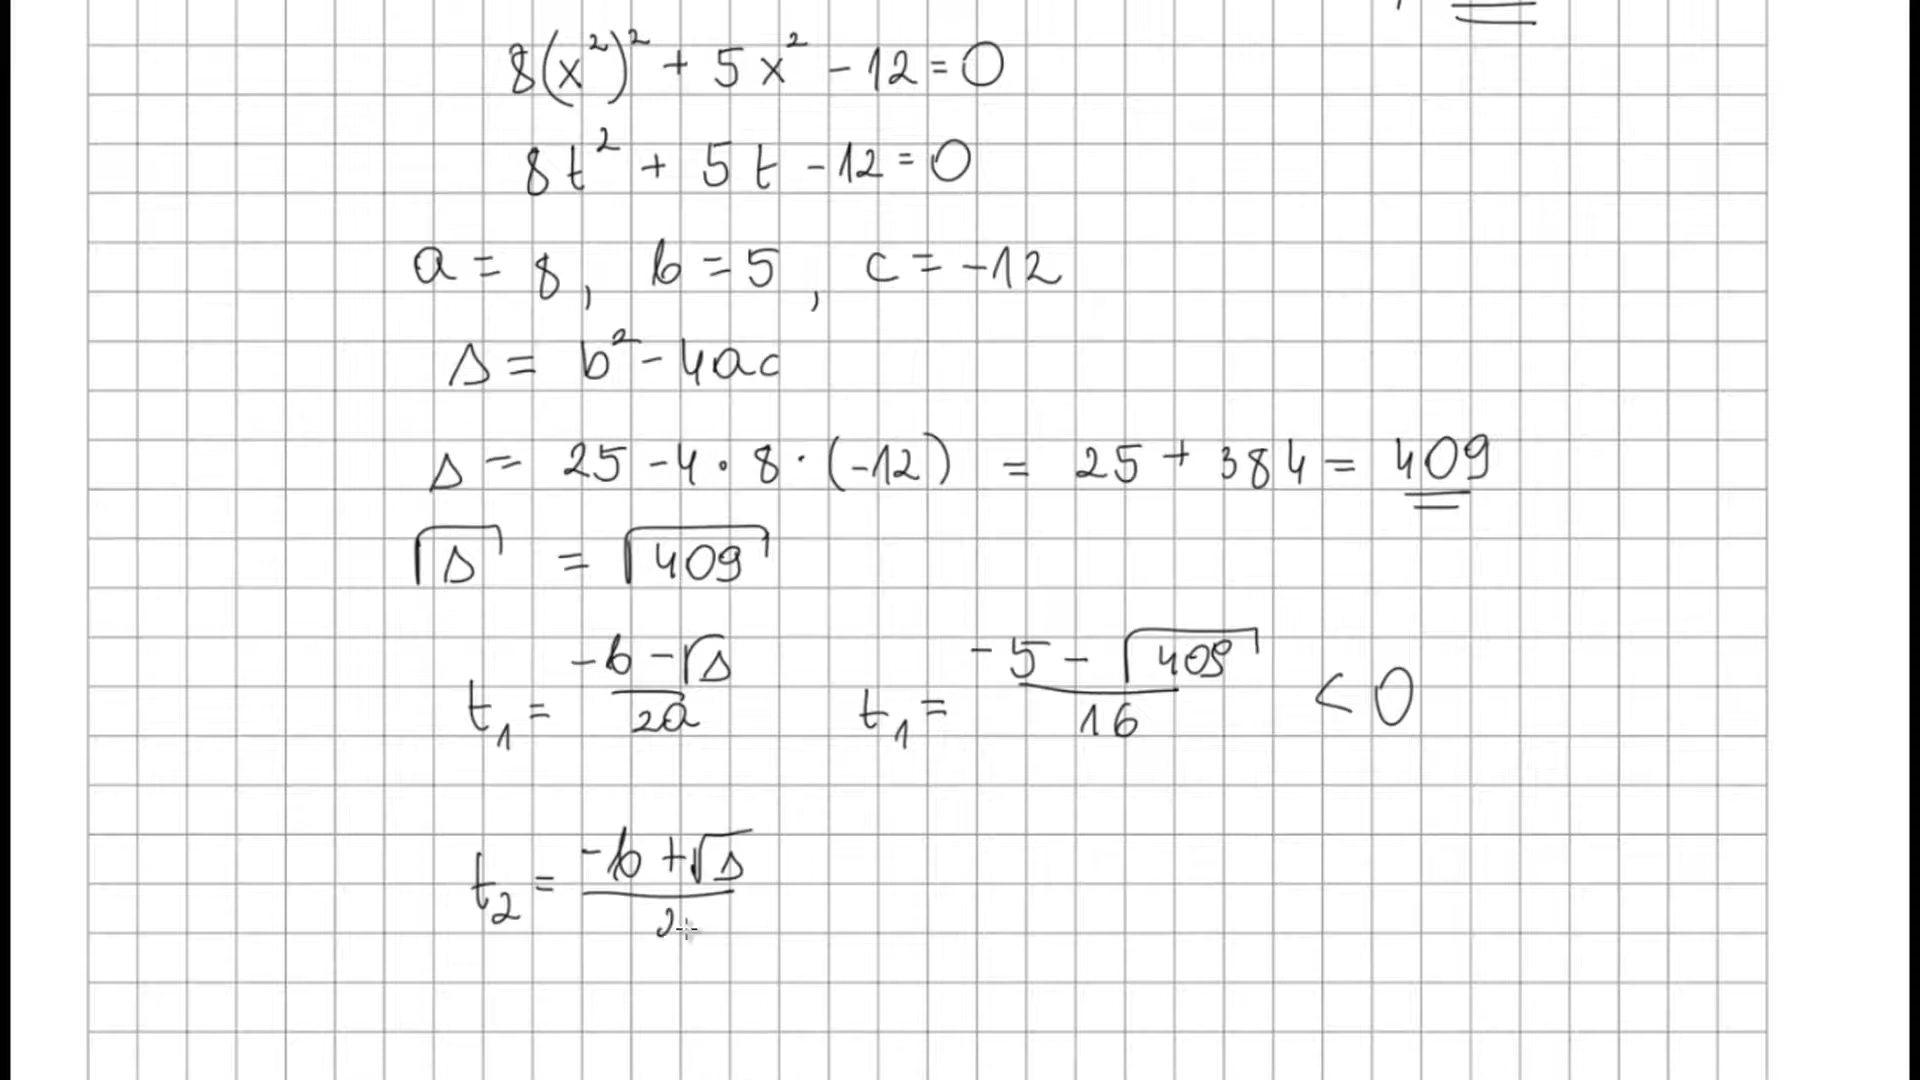 8(x²)² + 5x² - 12 = 0
8t² + 5t - 12 = 0
a = 8, b = 5, c = -12
Δ = b² - 4ac
Δ = 25 - 4 · 8 · (-12) = 25 + 384 = 409
√Δ = √409
t₁ = (-b - √Δ)/2a t₁ = (-5 - √409)/16 < 0
t₂ = (-b + √Δ)/2